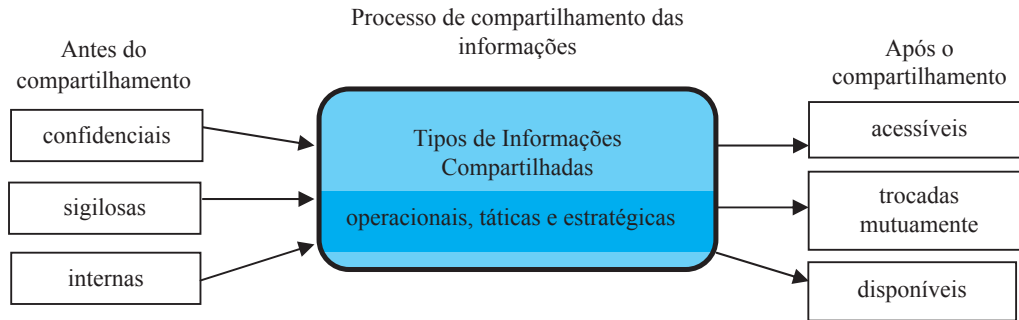 Processo de compartilhamento das
informações
Antes do
compartilhamento
confidenciais
sigilosas
internas
Tipos de Informações
Compartilhadas
operacionais, táticas e estratégicas
Após o
compartilhamento
acessíveis
trocadas
mutuamente
disponíveis